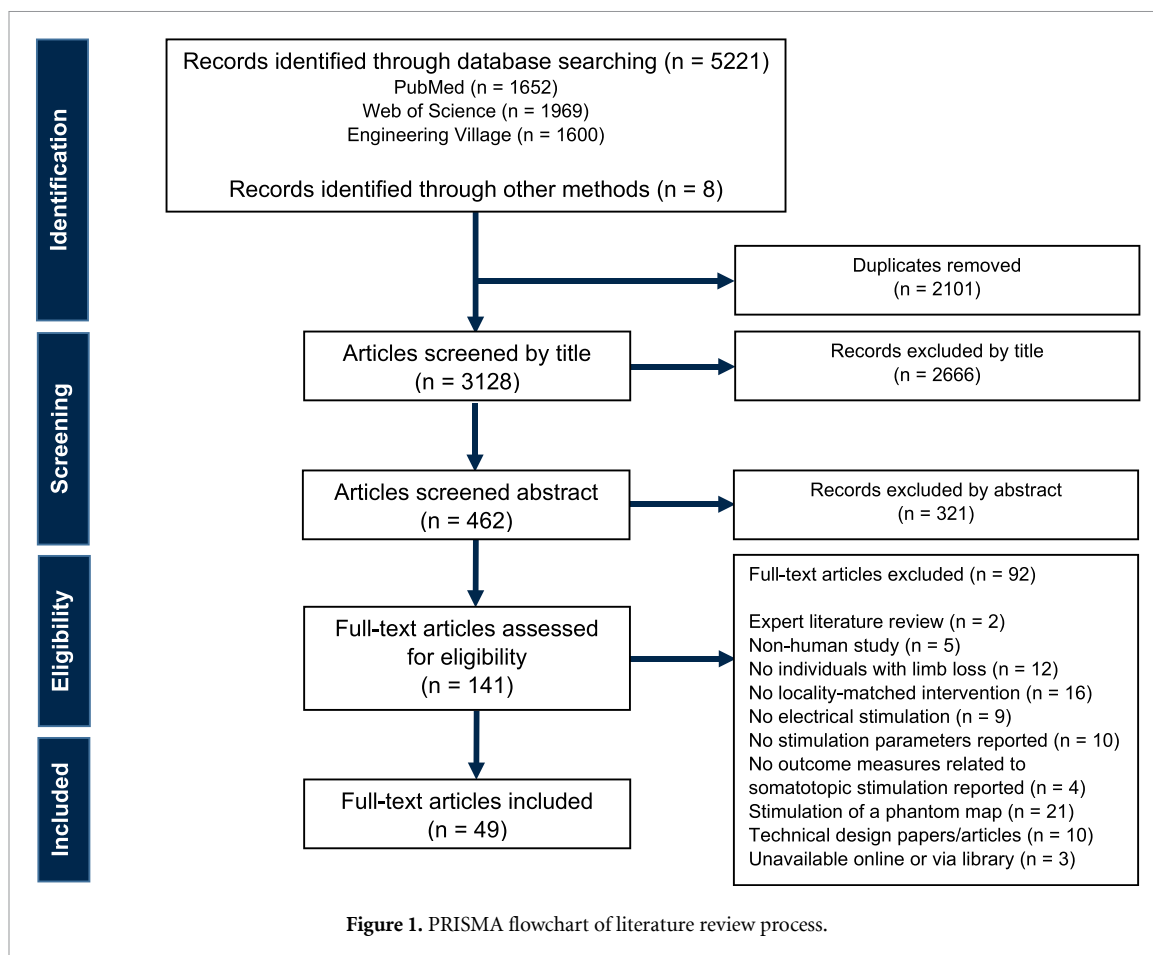 Identification
Records identified through database searching (n = 5221)
PubMed (n = 1652)
Web of Science (n = 1969)
Engineering Village (n = 1600)
Records identified through other methods (n = 8)
Duplicates removed
(n = 2101)
Screening
Articles screened by title
(n = 3128)
Records excluded by title
(n = 2666)
Articles screened abstract
(n = 462)
Records excluded by abstract
(n = 321)
Eligibility
Full-text articles assessed
for eligibility
(n = 141)
Full-text articles excluded (n = 92)
Expert literature review (n = 2)
Non-human study (n = 5)
No individuals with limb loss (n = 12)
No locality-matched intervention (n = 16)
No electrical stimulation (n = 9)
No stimulation parameters reported (n = 10)
No outcome measures related to
somatotopic stimulation reported
(n = 4)
Stimulation of a phantom map (n = 21)
Technical design papers/articles (n = 10)
Unavailable online or via library (n = 3)
Included
Full-text articles included
(n = 49)
Figure 1. PRISMA flowchart of literature review process.